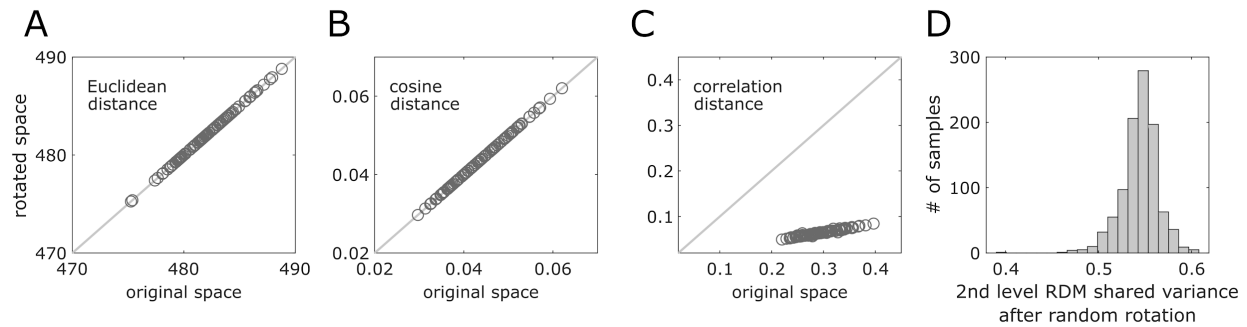 A
B
C
D
490
480
470
470
480
490
Euclidean
distance
rotated space
original space
0.06
0.04
0.02
0.02
0.04
0.06
cosine
distance
original space
0.4
0.3
0.2
0.1
0.1
0.2
0.3
0.4
correlation
distance
original space
300
200
100
0
0.4
0.5
0.6
# of samples
2nd level RDM shared variance
after random rotation